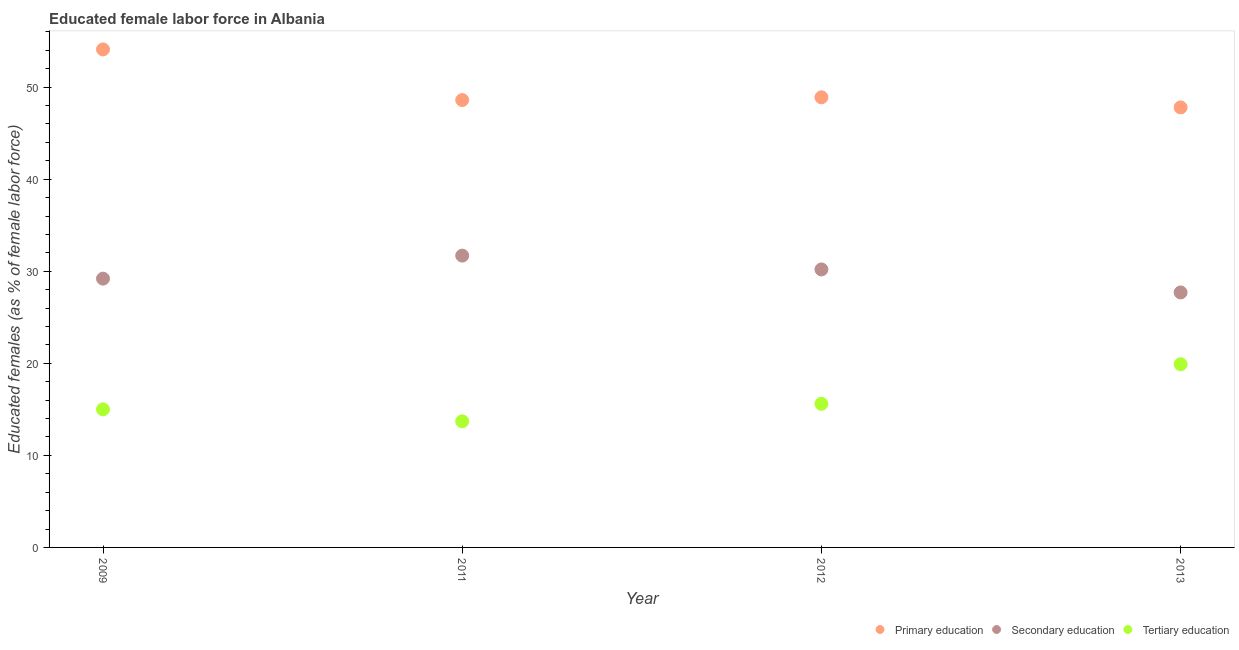 Educated female labor force in Albania
Educated females (as % of female labor force)
50
40
30
20
10
0
2009
2011
2012
2013
Year
Primary education
Secondary education
Tertiary education